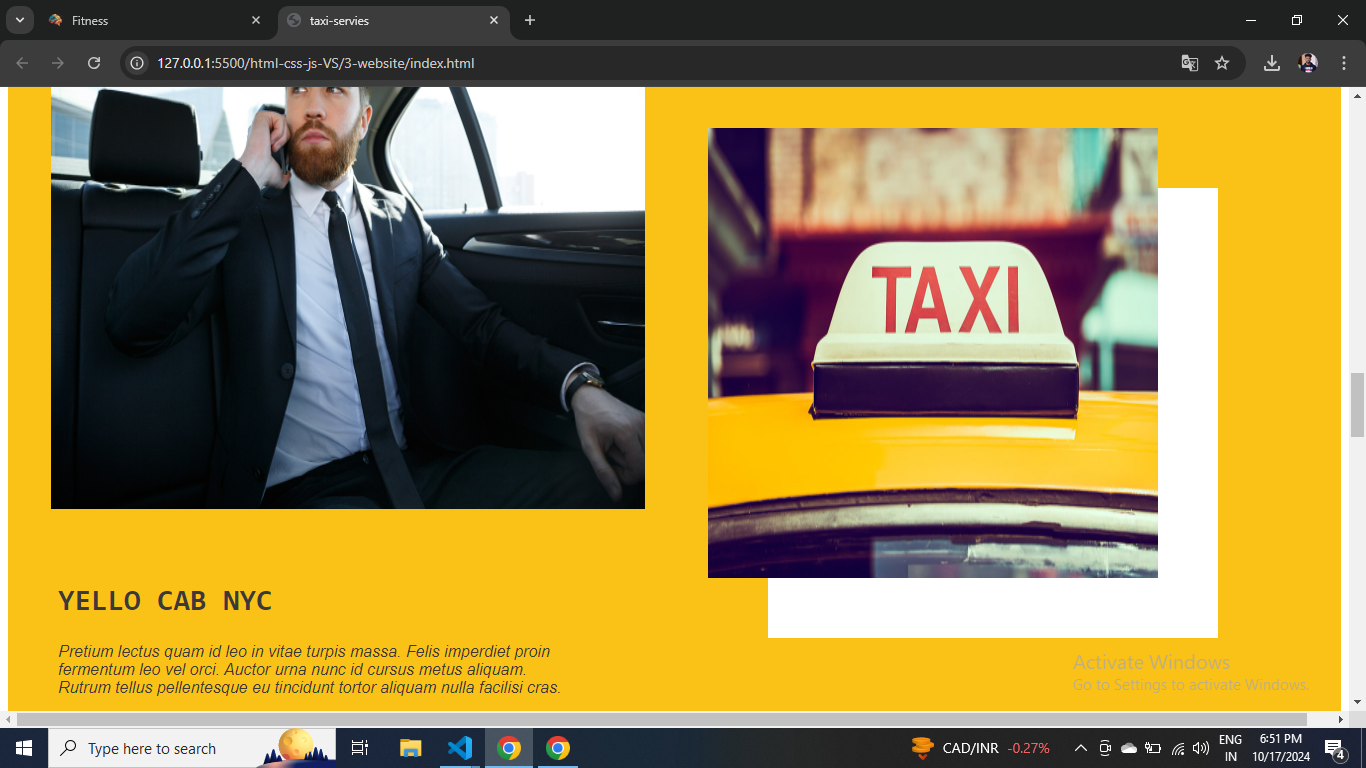 Fitness
taxi-servies
127.0.0.1:5500/html-css-js-VS/3-website/index.html
TAXI
YELLO CAB NYC
Pretium lectus quam id leo in vitae turpis massa. Felis imperdiet proin
fermentum leo vel orci. Auctor urna nunc id cursus metus aliquam.
Rutrum tellus pellentesque eu tincidunt tortor aliquam nulla facilisi cras.
Activate Windows
Go to Settings to activate Windows.
Type here to search
CAD/INR -0.27%
ENG
IN
6:51 PM
10/17/2024
4